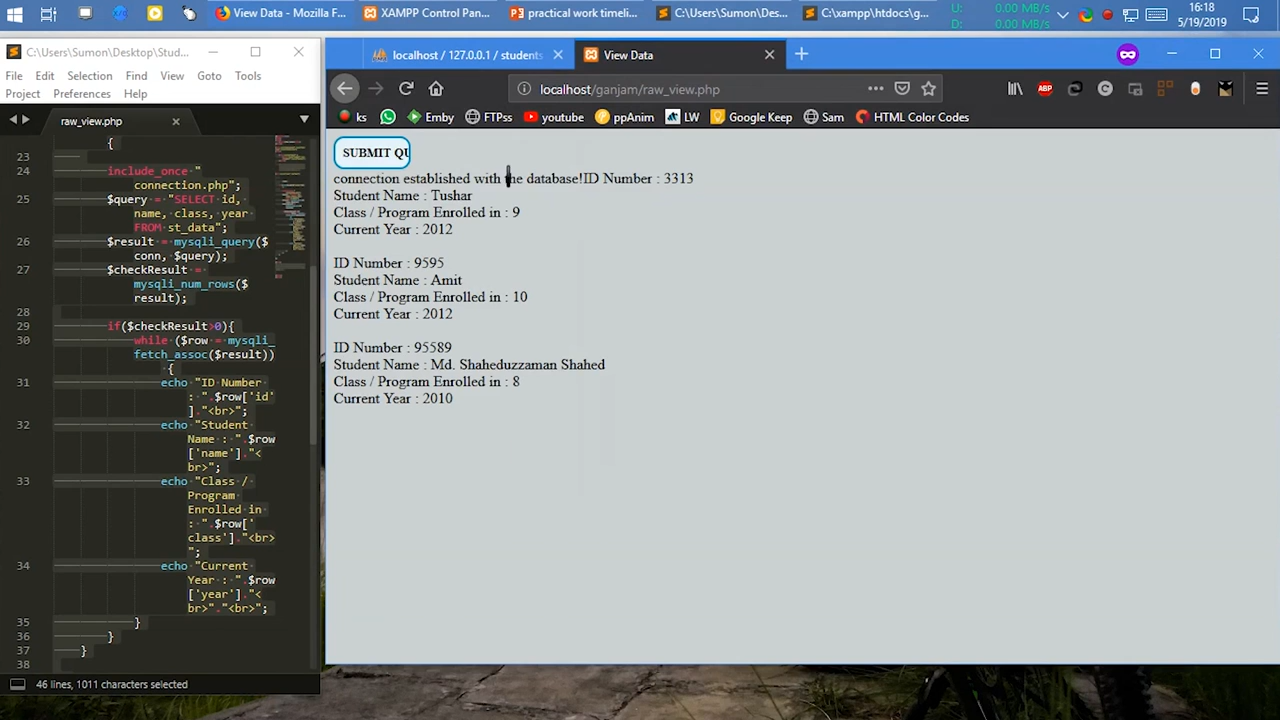 View Data - Mozilla F...
XAMPP Control Pan...
practical work timeli...
C:\Users\Sumon\Des...
C:\xampp\htdocs\g...
U: 0.00 MB/s
D: 0.00 MB/s
16:18
5/19/2019
C:\Users\Sumon\Desktop\Stud...
File Edit Selection Find View Goto Tools
Project Preferences Help
raw_view.php
{
23
24 include_once "
connection.php";
25 $query = "SELECT id,
name, class, year
FROM st_data";
26 $result = mysqli_query($
conn, $query);
27 $checkResult =
mysqli_num_rows($
result);
28
29 if($checkResult>0){
30 while ($row = mysqli_
fetch_assoc($result))
{
31 echo "ID Number
: ".$row['id'
]."<br>";
32 echo "Student
Name : ".$row
['name']."<
br>";
33 echo "Class /
Program
Enrolled in
: ".$row['
class']."<br>
";
34 echo "Current
Year : ".$row
['year']."<
br>"."<br>";
35 }
36 }
37 }
38
46 lines, 1011 characters selected
localhost / 127.0.0.1 / students
View Data
localhost/ganjam/raw_view.php
ABP
ks
Emby
FTPss
youtube
ppAnim
LW
Google Keep
Sam
HTML Color Codes
SUBMIT QU
connection established with the database!ID Number : 3313
Student Name : Tushar
Class / Program Enrolled in : 9
Current Year : 2012
ID Number : 9595
Student Name : Amit
Class / Program Enrolled in : 10
Current Year : 2012
ID Number : 95589
Student Name : Md. Shaheduzzaman Shahed
Class / Program Enrolled in : 8
Current Year : 2010